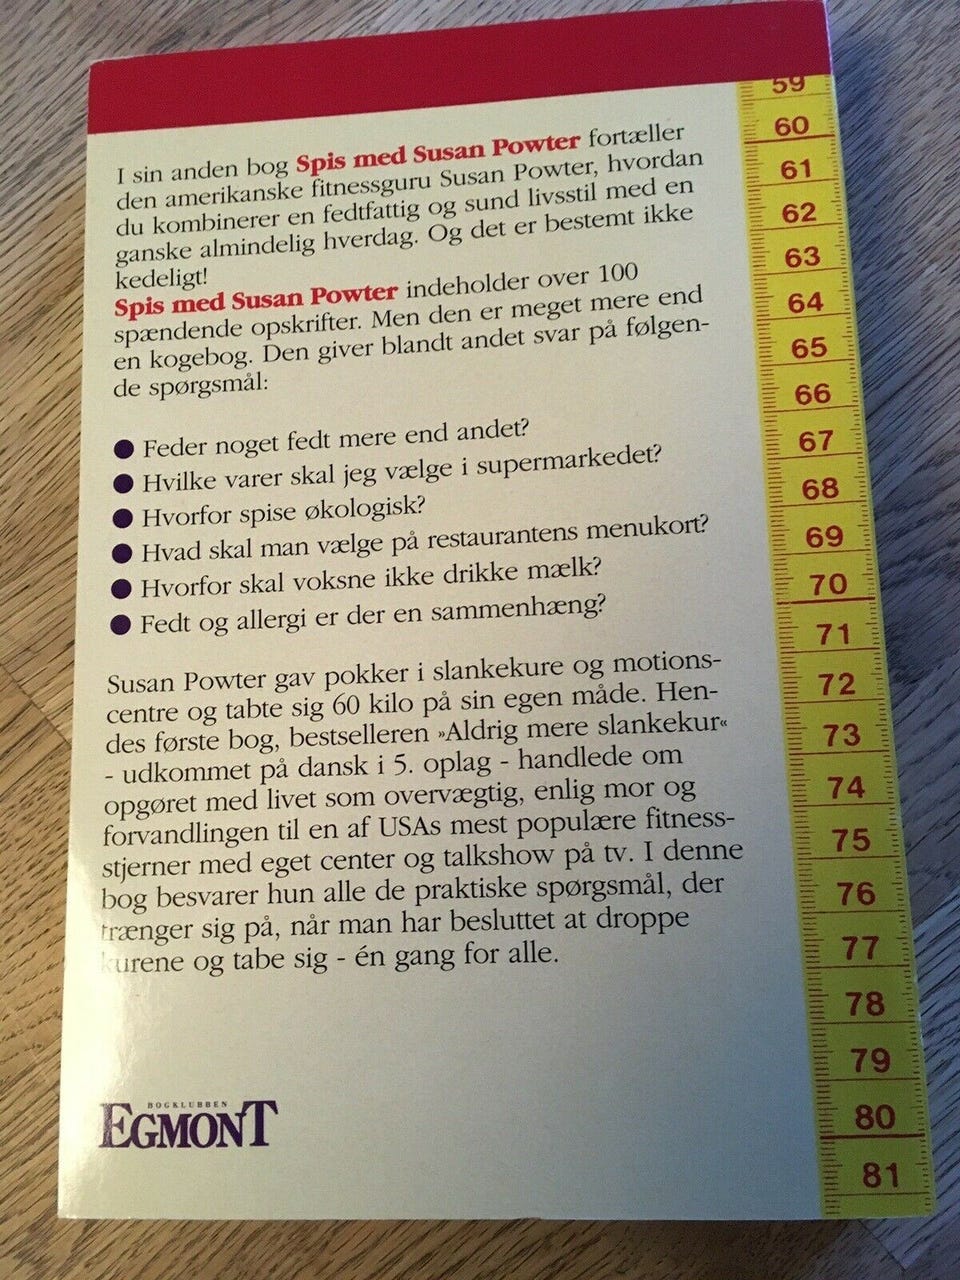 I sin anden bog Spis med Susan Powter fortæller
den amerikanske fitnessguru Susan Powter, hvordan
du kombinerer en fedtfattig og sund livsstil med en
ganske almindelig hverdag. Og det er bestemt ikke
kedeligt!
Spis med Susan Powter indeholder over 100
spændende opskrifter. Men den er meget mere end
en kogebog. Den giver blandt andet svar på følgen-
de spørgsmål:
● Feder noget fedt mere end andet?
● Hvilke varer skal jeg vælge i supermarkedet?
● Hvorfor spise økologisk?
● Hvad skal man vælge på restaurantens menukort?
● Hvorfor skal voksne ikke drikke mælk?
● Fedt og allergi er der en sammenhæng?
Susan Powter gav pokker i slankekure og motions-
centre og tabte sig 60 kilo på sin egen måde. Hen-
des første bog, bestselleren »Aldrig mere slankekur«
- udkommet på dansk i 5. oplag - handlede om
opgøret med livet som overvægtig, enlig mor og
forvandlingen til en af USAs mest populære fitness-
stjerner med eget center og talkshow på tv. I denne
bog besvarer hun alle de praktiske spørgsmål, der
trænger sig på, når man har besluttet at droppe
kurene og tabe sig - én gang for alle.
BOGKLUBBEN
EGMONT
59
60
61
62
63
64
65
66
67
68
69
70
71
72
73
74
75
76
77
78
79
80
81